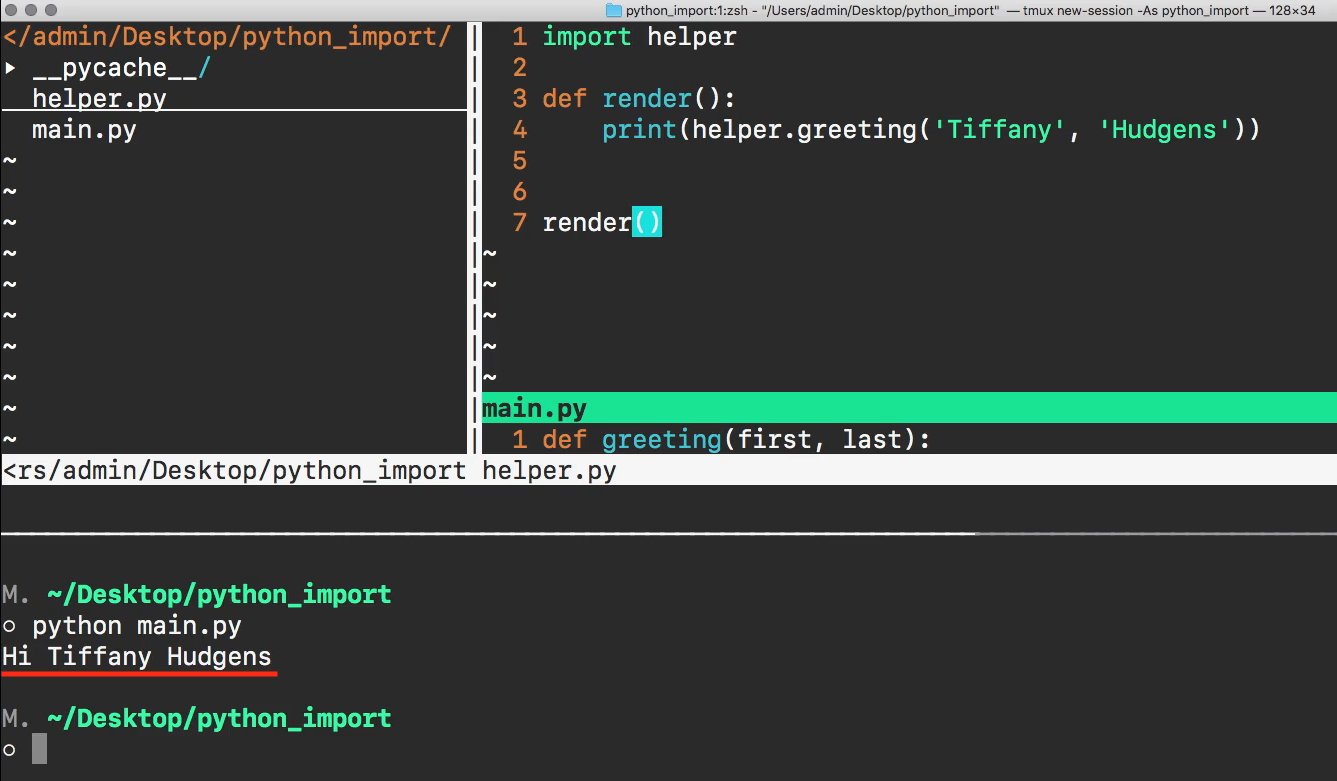 python_import:1:zsh - "/Users/admin/Desktop/python_import" — tmux new-session -As python_import — 128×34
</admin/Desktop/python_import/
▸ __pycache__/
helper.py
main.py
~
~
~
~
~
~
~
~
~
~
1 import helper
2
3 def render():
4     print(helper.greeting('Tiffany', 'Hudgens'))
5
6
7 render()
~
~
~
~
~
main.py
1 def greeting(first, last):
<rs/admin/Desktop/python_import helper.py
M. ~/Desktop/python_import
○ python main.py
Hi Tiffany Hudgens
M. ~/Desktop/python_import
○